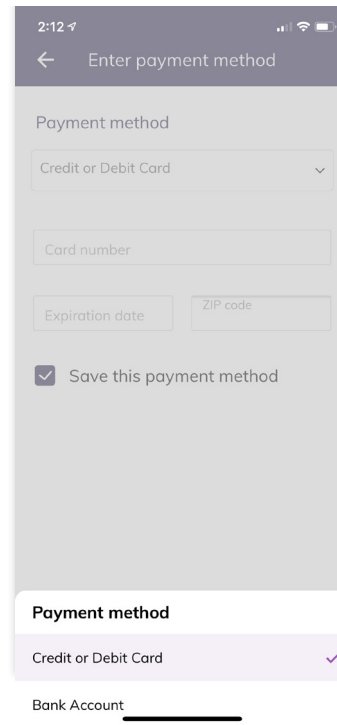 2:12
Enter payment method
Payment method
Credit or Debit Card
Card number
Expiration date
ZIP code
Save this payment method
Payment method
Credit or Debit Card
Bank Account